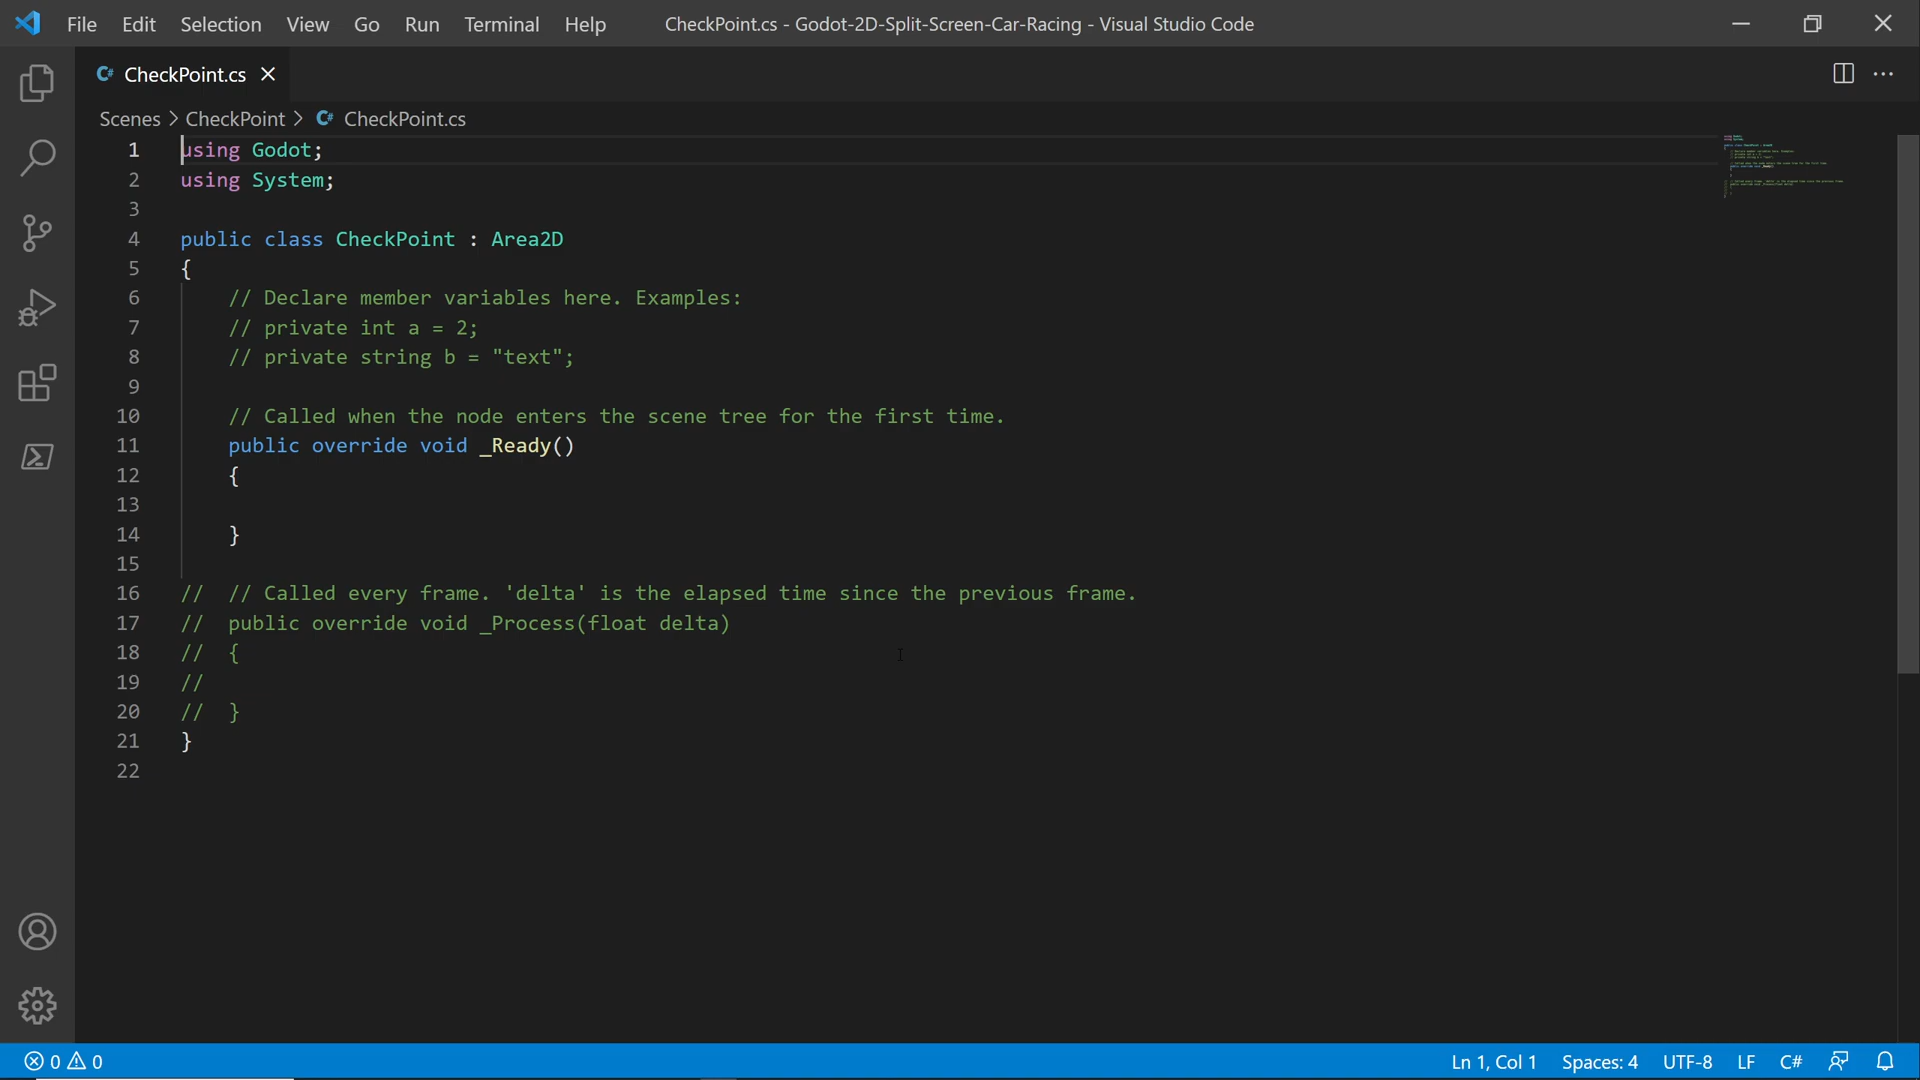 File Edit Selection View Go Run Terminal Help CheckPoint.cs - Godot-2D-Split-Screen-Car-Racing - Visual Studio Code
C# CheckPoint.cs
Scenes > CheckPoint > C# CheckPoint.cs
1 using Godot;
2 using System;
3
4 public class CheckPoint : Area2D
5 {
6 // Declare member variables here. Examples:
7 // private int a = 2;
8 // private string b = "text";
9
10 // Called when the node enters the scene tree for the first time.
11 public override void _Ready()
12 {
13
14 }
15
16 // // Called every frame. 'delta' is the elapsed time since the previous frame.
17 // public override void _Process(float delta)
18 // {
19 //
20 // }
21 }
22
0 0 Ln 1, Col 1 Spaces: 4 UTF-8 LF C#